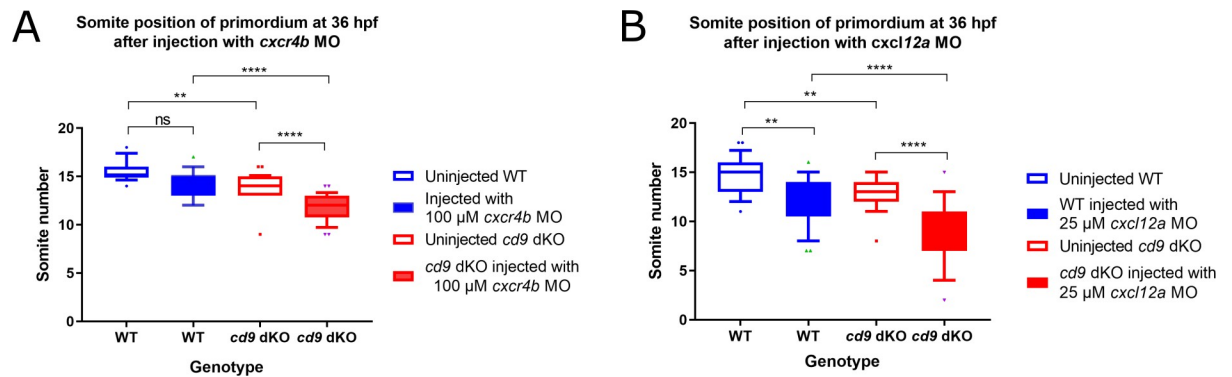 A
Somite position of primordium at 36 hpf
after injection with cxcr4b MO
****
**
ns
****
20
15
10
5
0
Somite number
WT
WT
cd9 dKO
cd9 dKO
Genotype
Uninjected WT
Injected with
100 µM cxcr4b MO
Uninjected cd9 dKO
cd9 dKO injected with
100 µM cxcr4b MO
B
Somite position of primordium at 36 hpf
after injection with cxcl12a MO
****
**
**
****
20
15
10
5
0
Somite number
WT
WT
cd9 dKO
cd9 dKO
Genotype
Uninjected WT
WT injected with
25 µM cxcl12a MO
Uninjected cd9 dKO
cd9 dKO injected with
25 µM cxcl12a MO